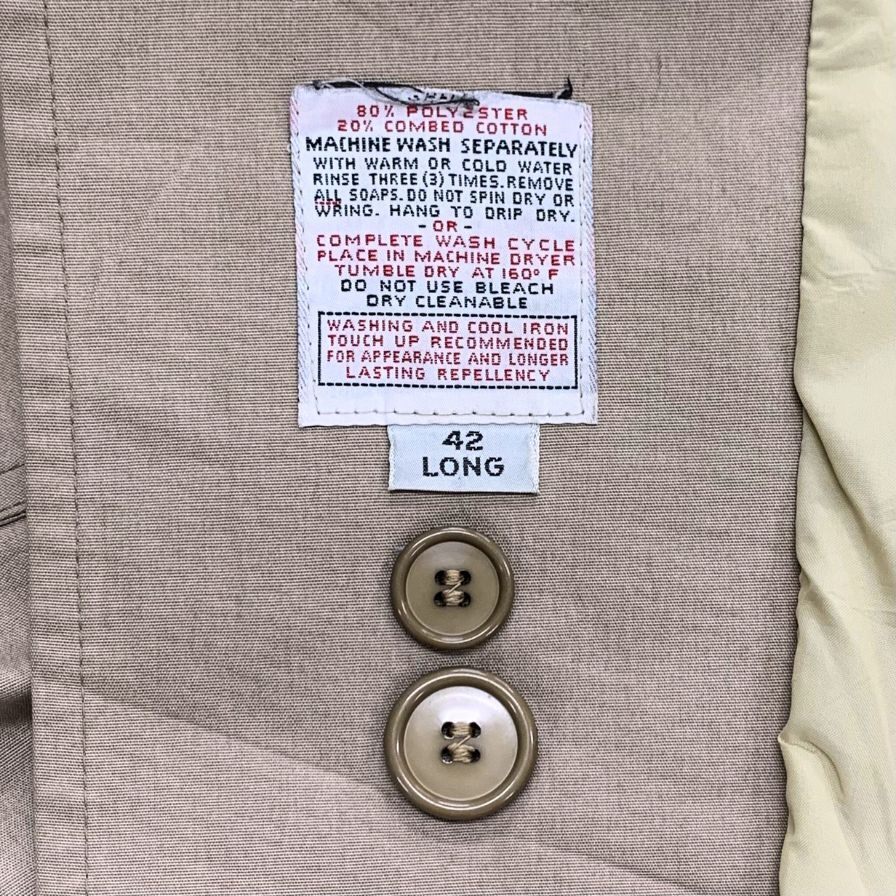 80% POLYESTER
20% COMBED COTTON
MACHINE WASH SEPARATELY
WITH WARM OR COLD WATER
RINSE THREE (3) TIMES. REMOVE
ALL SOAPS. DO NOT SPIN DRY OR
WRING. HANG TO DRIP DRY.
- OR -
COMPLETE WASH CYCLE
PLACE IN MACHINE DRYER
TUMBLE DRY AT 160° F
DO NOT USE BLEACH
DRY CLEANABLE
WASHING AND COOL IRON
TOUCH UP RECOMMENDED
FOR APPEARANCE AND LONGER
LASTING REPELLENCY
42
LONG